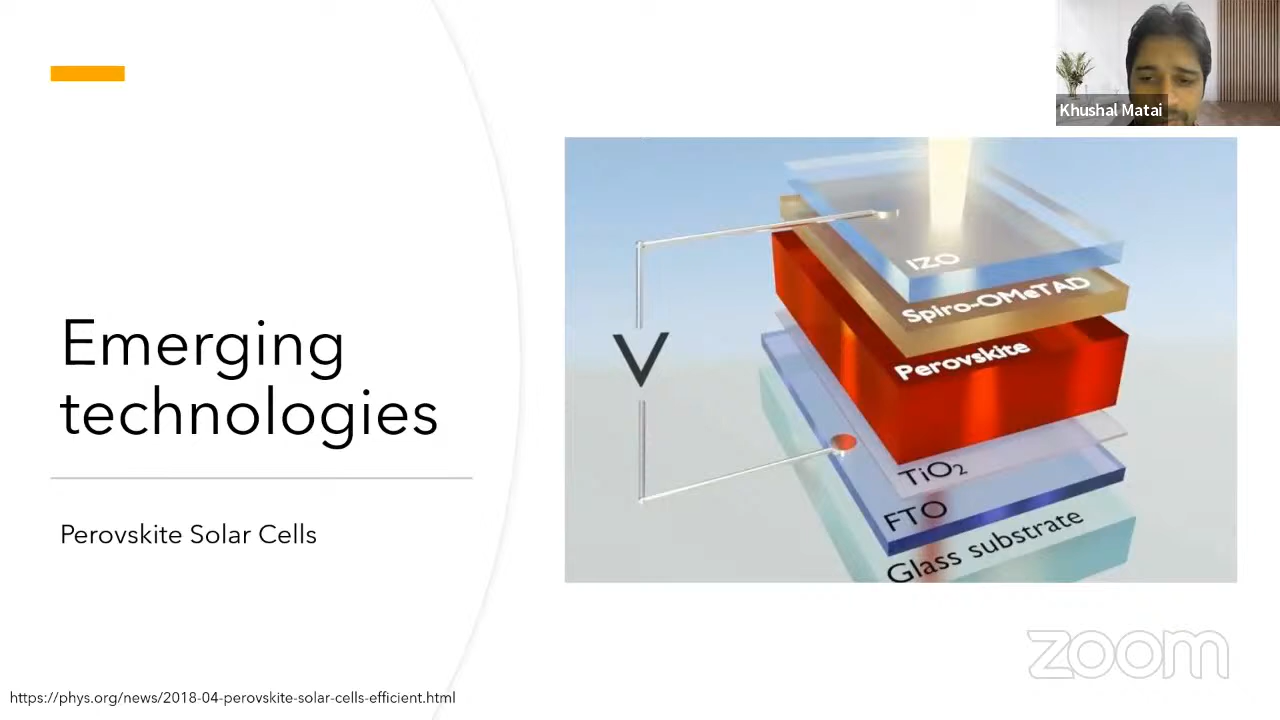 Khushal Matai
IZO
Spiro-OMeTAD
Perovskite
V
TiO₂
FTO
Glass substrate
Emerging
technologies
Perovskite Solar Cells
zoom
https://phys.org/news/2018-04-perovskite-solar-cells-efficient.html